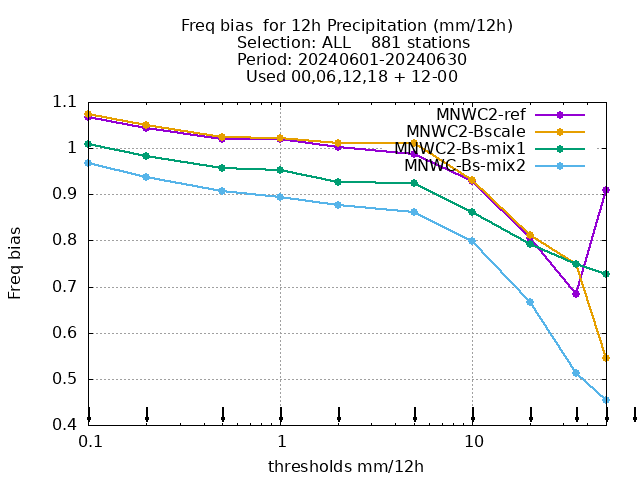 Freq bias  for 12h Precipitation (mm/12h)
Selection: ALL    881 stations
Period: 20240601-20240630
Used 00,06,12,18 + 12-00
MNWC2-ref
MNWC2-Bscale
MNWC2-Bs-mix1
MNWC-Bs-mix2
1.1
1
0.9
0.8
0.7
0.6
0.5
0.4
Freq bias
0.1
1
10
thresholds mm/12h